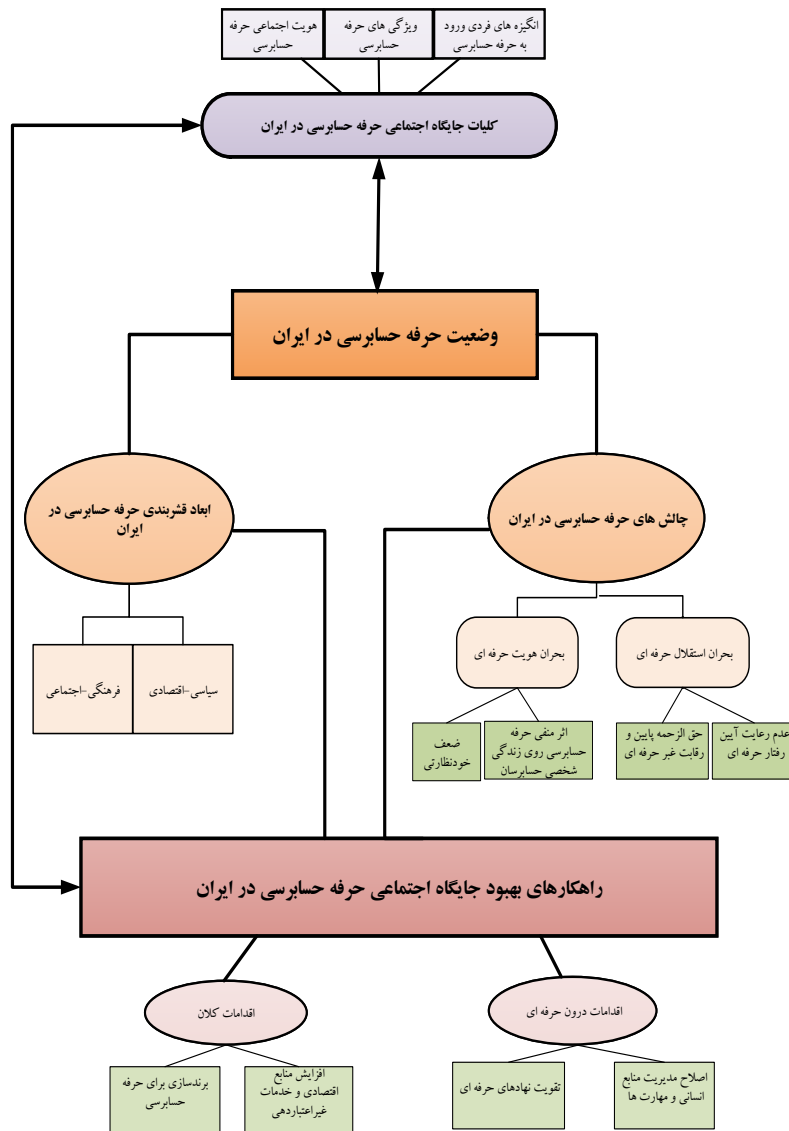 انگیزه های فردی ورود
به حرفه حسابرسی
ویژگی های حرفه
حسابرسی
هویت اجتماعی حرفه
حسابرسی
کلیات جایگاه اجتماعی حرفه حسابرسی در ایران
وضعیت حرفه حسابرسی در ایران
چالش های حرفه حسابرسی در ایران
ابعاد قشربندی حرفه حسابرسی در
ایران
بحران استقلال حرفه ای
بحران هویت حرفه ای
سیاسی-اقتصادی
فرهنگی-اجتماعی
عدم رعایت آیین
رفتار حرفه ای
حق الزحمه پایین و
رقابت غبر حرفه ای
اثر منفی حرفه
حسابرسی روی زندگی
شخصی حسابرسان
ضعف
خودنظارتی
راهکارهای بهبود جایگاه اجتماعی حرفه حسابرسی در ایران
اقدامات درون حرفه ای
اقدامات کلان
اصلاح مدیریت منابع
انسانی و مهارت ها
تقویت نهادهای حرفه ای
افزایش منابع
اقتصادی و خدمات
غیراعتباردهی
برندسازی برای حرفه
حسابرسی